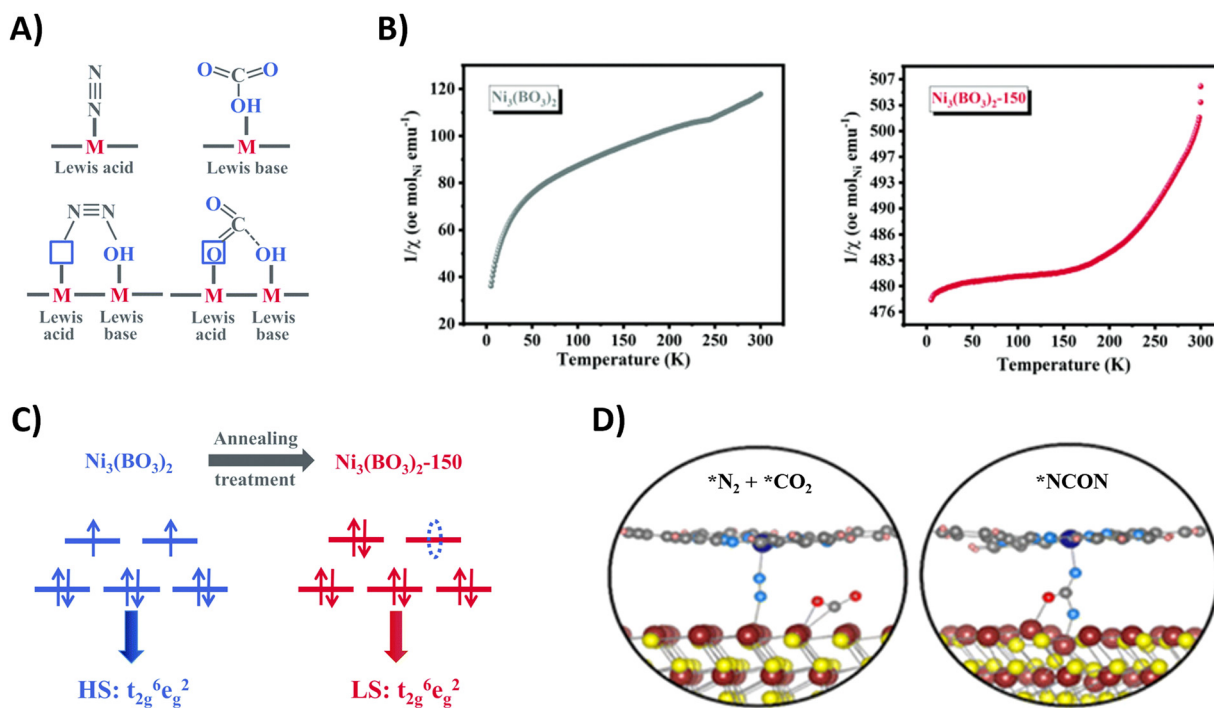 A)
N
N
M
Lewis acid
O C O
OH
M
Lewis base
N≡N
OH
M M
Lewis acid
Lewis base
O
C
O OH
M M
Lewis acid
Lewis base
B)
Ni₃(BO₃)₂
1/χ (oe molNi emu⁻¹)
120
100
80
60
40
20
0 50 100 150 200 250 300
Temperature (K)
Ni₃(BO₃)₂-150
1/χ (oe molNi emu⁻¹)
507
503
500
497
493
490
486
483
480
476
0 50 100 150 200 250 300
Temperature (K)
C)
Ni₃(BO₃)₂
Annealing
treatment
Ni₃(BO₃)₂-150
HS: t₂g⁶eg²
LS: t₂g⁶eg²
D)
*N₂ + *CO₂
*NCON